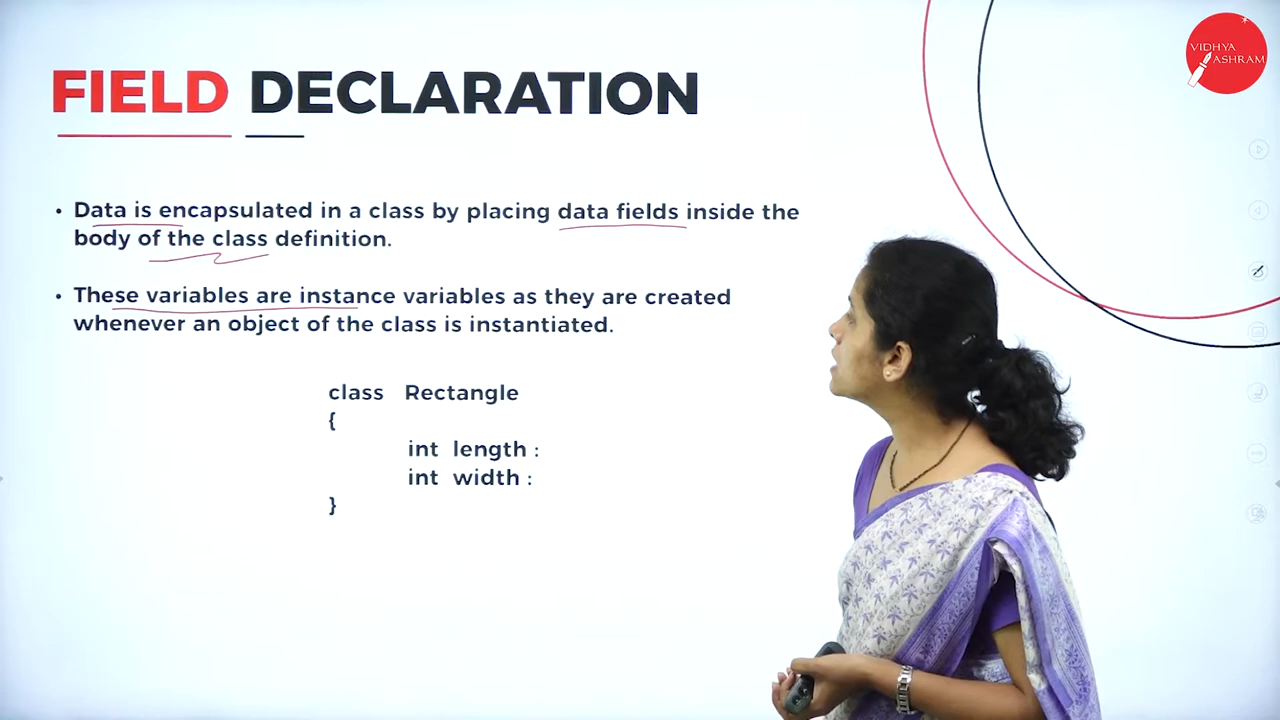 VIDHYA
ASHRAM
FIELD DECLARATION
• Data is encapsulated in a class by placing data fields inside the
body of the class definition.
• These variables are instance variables as they are created
whenever an object of the class is instantiated.
class Rectangle
{
int length :
int width :
}